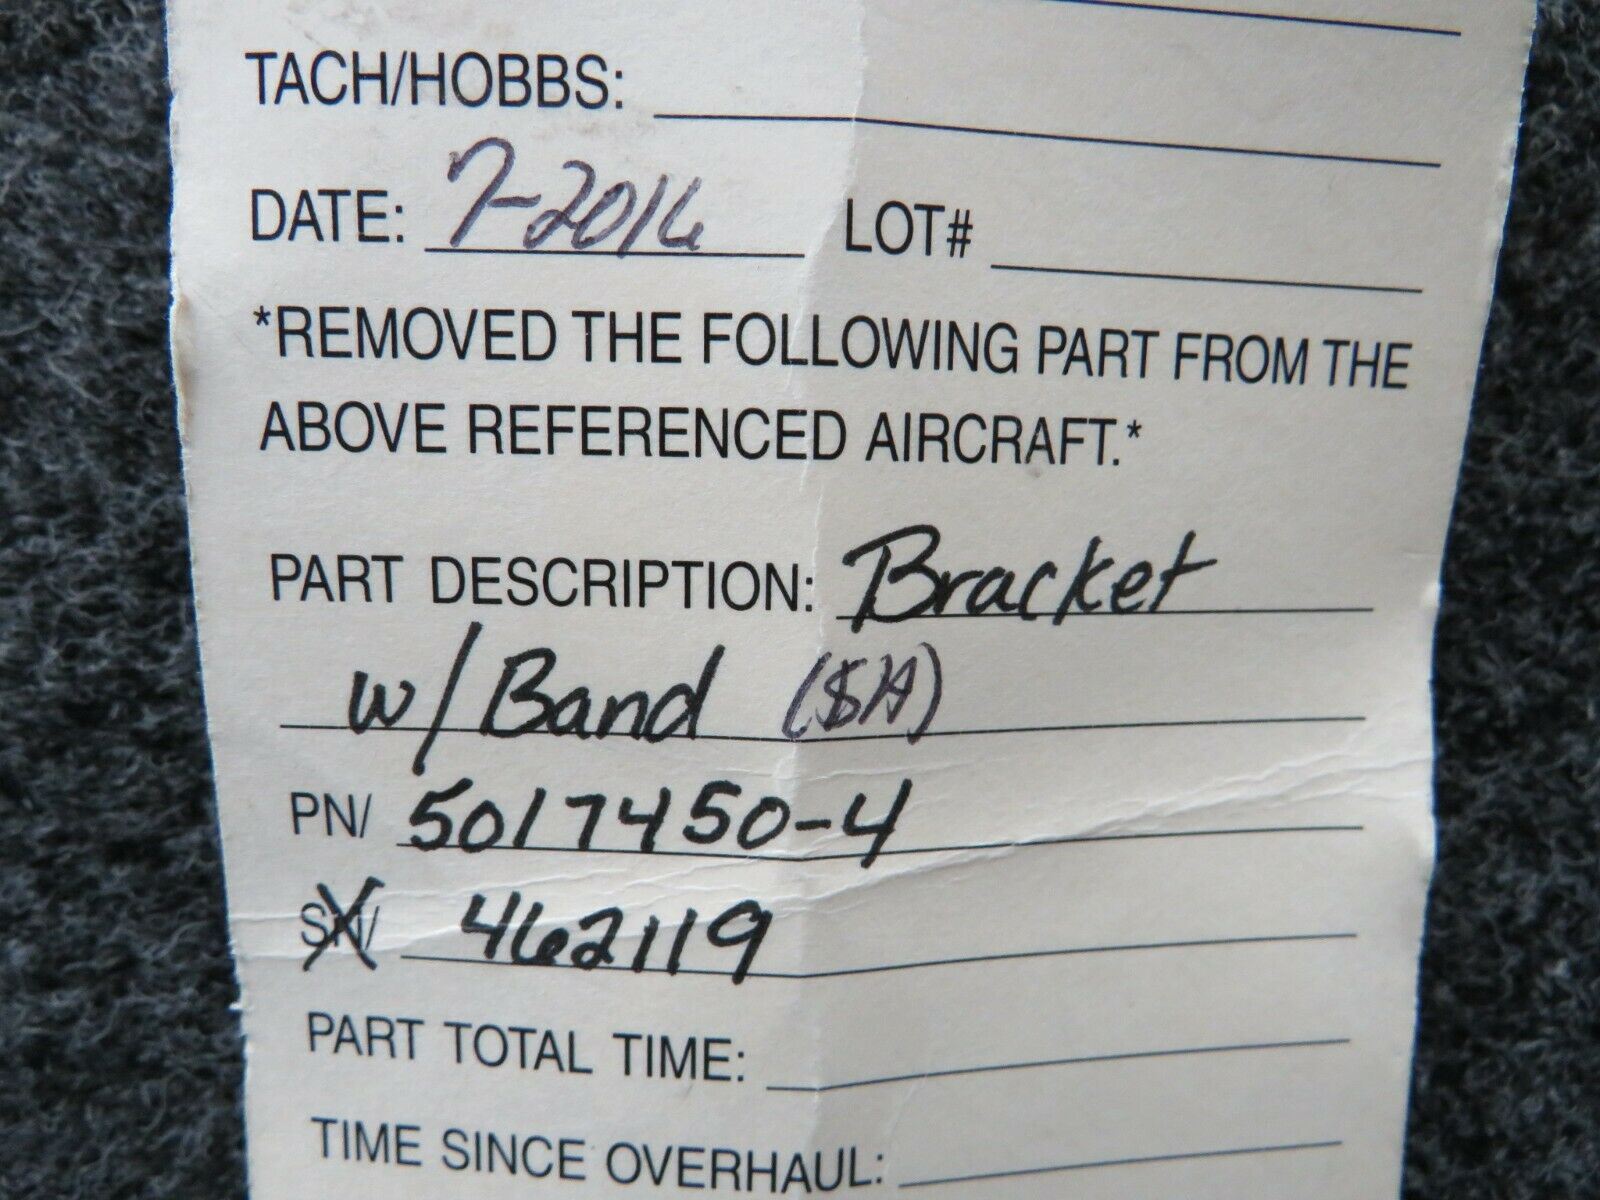 TACH/HOBBS:
DATE: 7-2016 LOT#
*REMOVED THE FOLLOWING PART FROM THE
ABOVE REFERENCED AIRCRAFT.*
PART DESCRIPTION: Bracket
w/ Band
PN/ 5017450-4
SN/ 462119
PART TOTAL TIME:
TIME SINCE OVERHAUL: